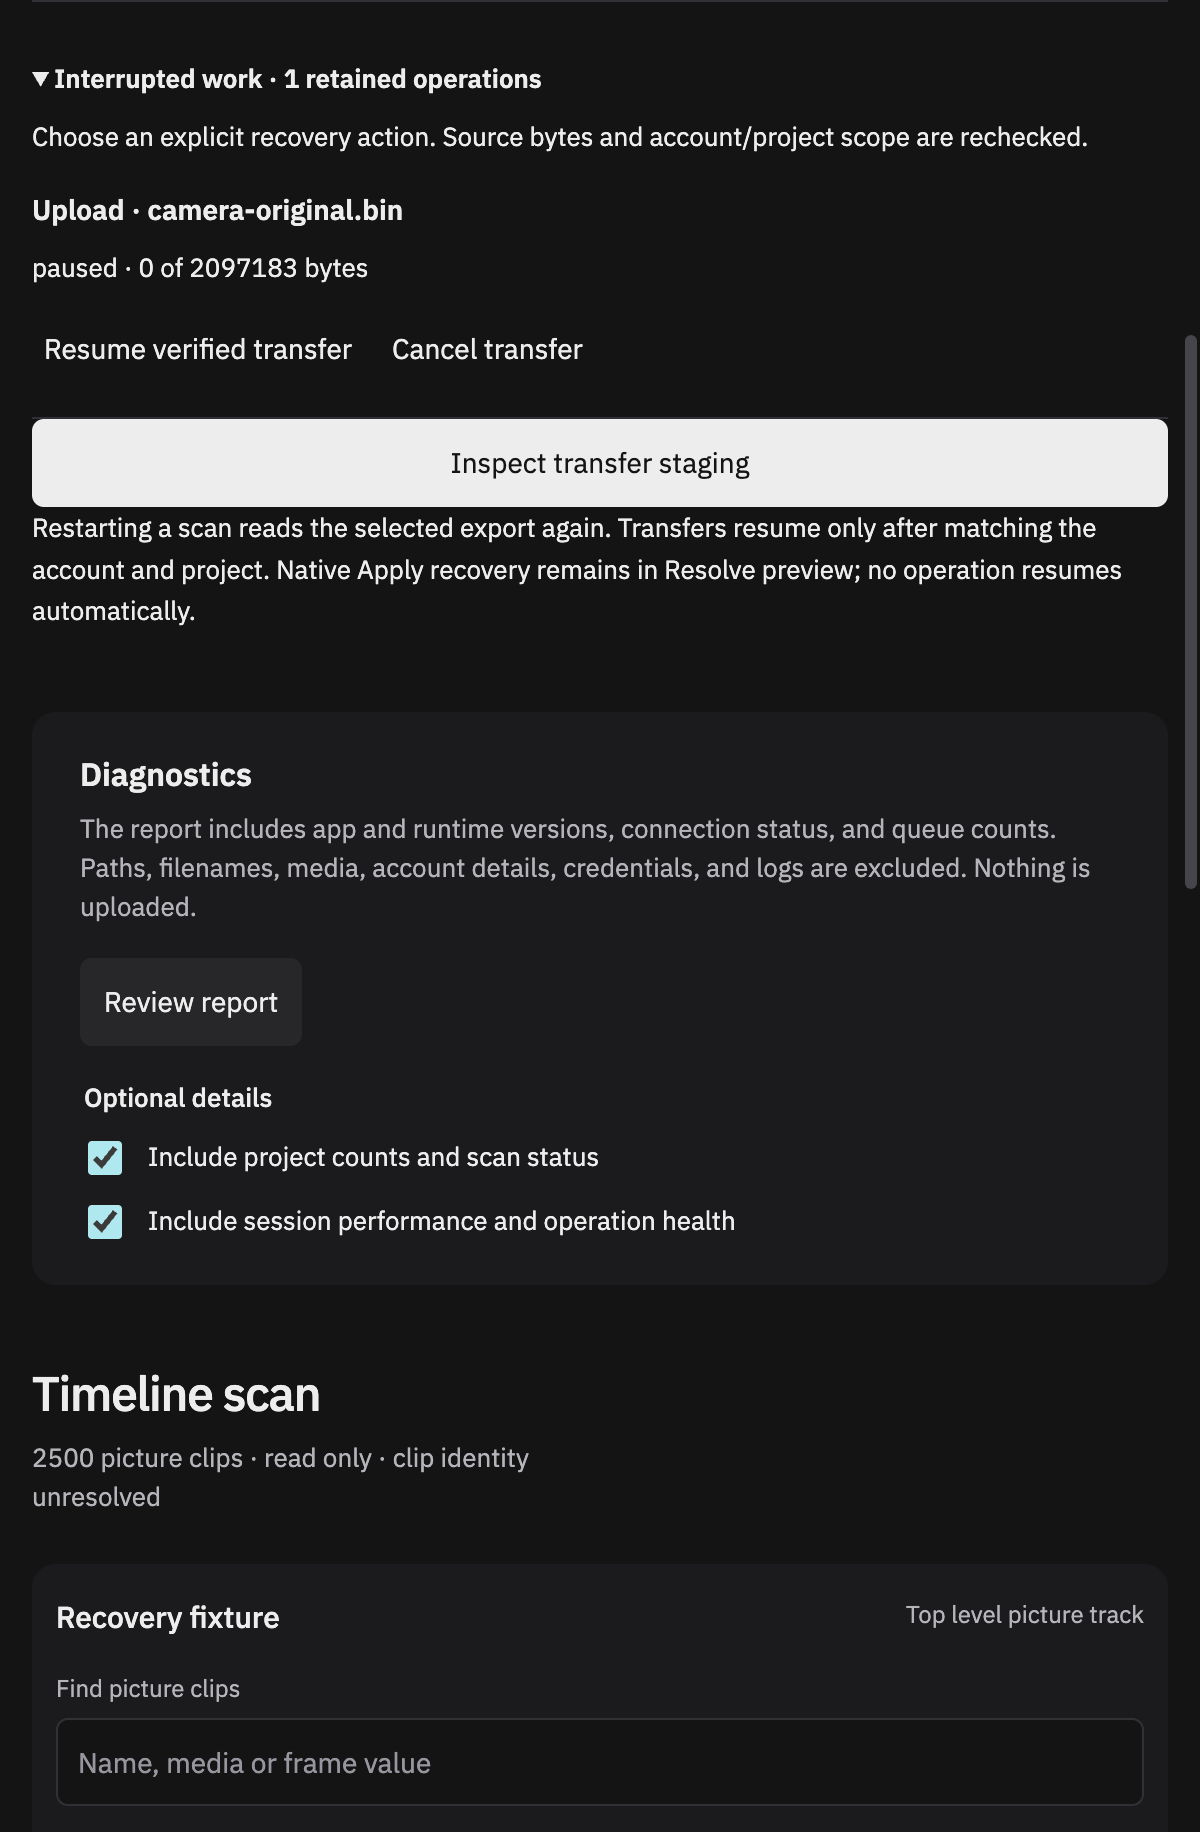 ▼ Interrupted work · 1 retained operations
Choose an explicit recovery action. Source bytes and account/project scope are rechecked.
Upload · camera-original.bin
paused · 0 of 2097183 bytes
Resume verified transfer Cancel transfer
Inspect transfer staging
Restarting a scan reads the selected export again. Transfers resume only after matching the
account and project. Native Apply recovery remains in Resolve preview; no operation resumes
automatically.
Diagnostics
The report includes app and runtime versions, connection status, and queue counts.
Paths, filenames, media, account details, credentials, and logs are excluded. Nothing is
uploaded.
Review report
Optional details
Include project counts and scan status
Include session performance and operation health
Timeline scan
2500 picture clips · read only · clip identity
unresolved
Recovery fixture Top level picture track
Find picture clips
Name, media or frame value